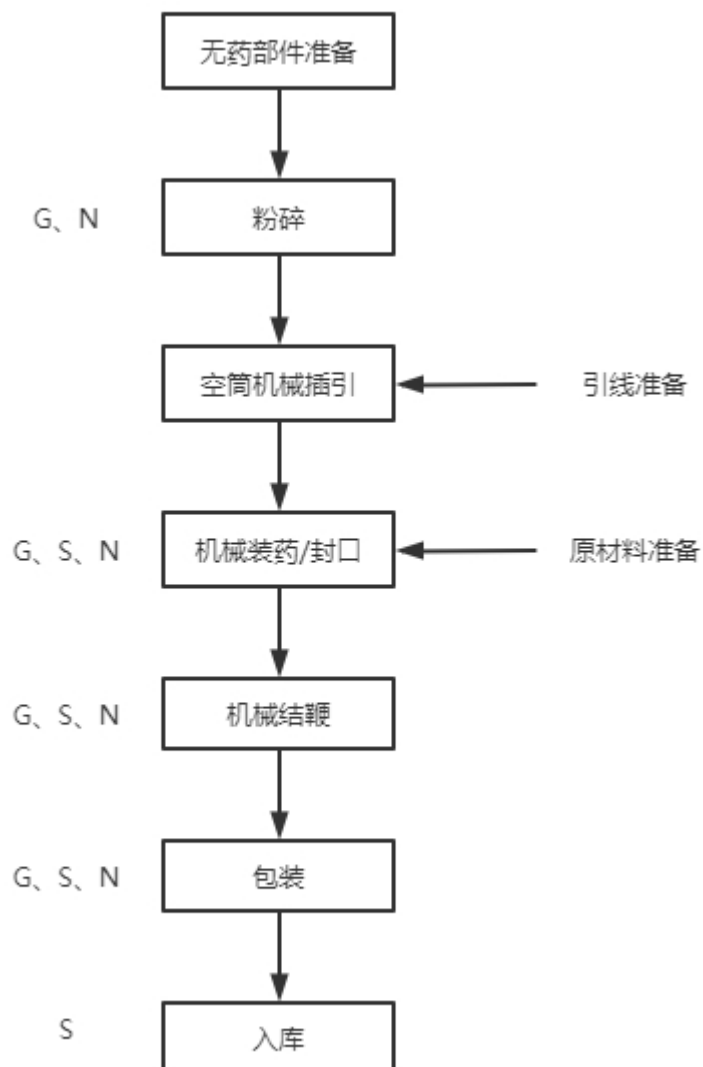 无药部件准备
G、N
粉碎
空筒机械插引
引线准备
G、S、N
机械装药/封口
原材料准备
G、S、N
机械结鞭
G、S、N
包装
S
入库